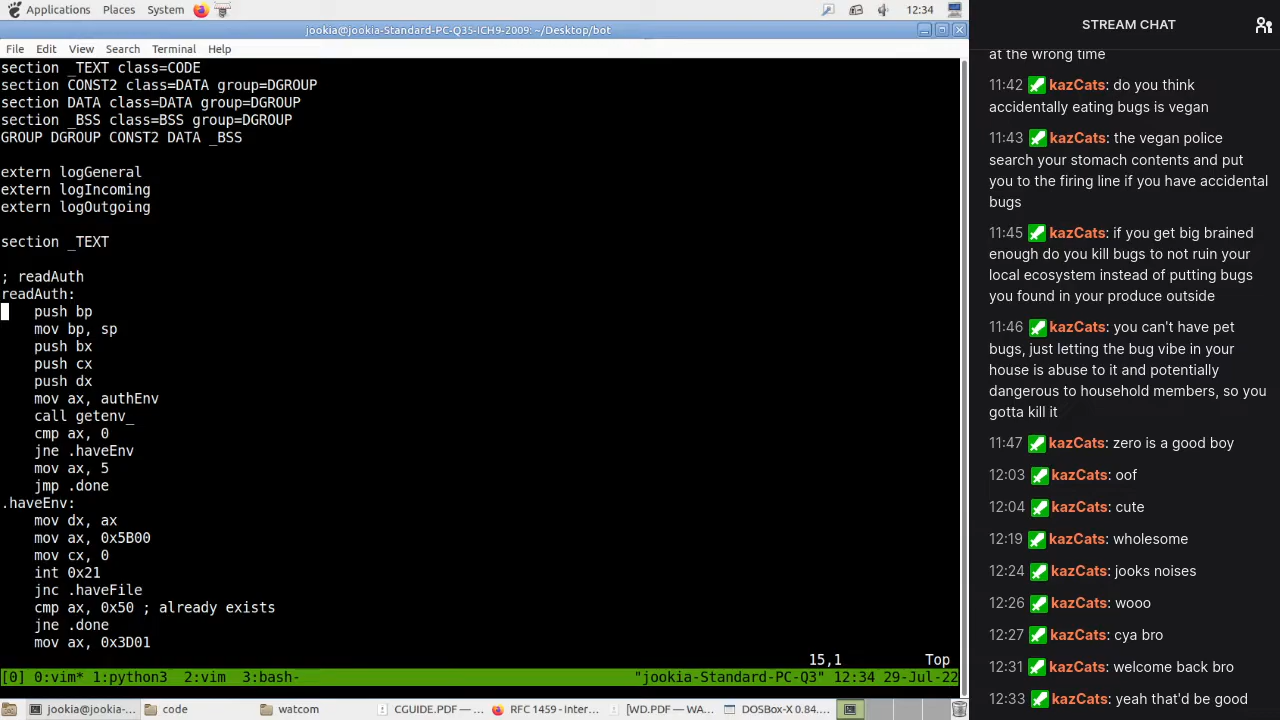 Applications Places System 12:34
jookia@jookia-Standard-PC-Q35-ICH9-2009: ~/Desktop/bot
File Edit View Search Terminal Help
section _TEXT class=CODE
section CONST2 class=DATA group=DGROUP
section DATA class=DATA group=DGROUP
section _BSS class=BSS group=DGROUP
GROUP DGROUP CONST2 DATA _BSS
extern logGeneral
extern logIncoming
extern logOutgoing
section _TEXT
; readAuth
readAuth:
push bp
mov bp, sp
push bx
push cx
push dx
mov ax, authEnv
call getenv_
cmp ax, 0
jne .haveEnv
mov ax, 5
jmp .done
.haveEnv:
mov dx, ax
mov ax, 0x5B00
mov cx, 0
int 0x21
jnc .haveFile
cmp ax, 0x50 ; already exists
jne .done
mov ax, 0x3D01
15,1 Top
[0] 0:vim* 1:python3 2:vim 3:bash- "jookia-Standard-PC-Q3" 12:34 29-Jul-22
jookia@jookia-... code watcom CGUIDE.PDF —... RFC 1459 - Inter... [WD.PDF — WA... DOSBox-X 0.84....
STREAM CHAT
at the wrong time
11:42 kazCats: do you think
accidentally eating bugs is vegan
11:43 kazCats: the vegan police
search your stomach contents and put
you to the firing line if you have accidental
bugs
11:45 kazCats: if you get big brained
enough do you kill bugs to not ruin your
local ecosystem instead of putting bugs
you found in your produce outside
11:46 kazCats: you can't have pet
bugs, just letting the bug vibe in your
house is abuse to it and potentially
dangerous to household members, so you
gotta kill it
11:47 kazCats: zero is a good boy
12:03 kazCats: oof
12:04 kazCats: cute
12:19 kazCats: wholesome
12:24 kazCats: jooks noises
12:26 kazCats: wooo
12:27 kazCats: cya bro
12:31 kazCats: welcome back bro
12:33 kazCats: yeah that'd be good